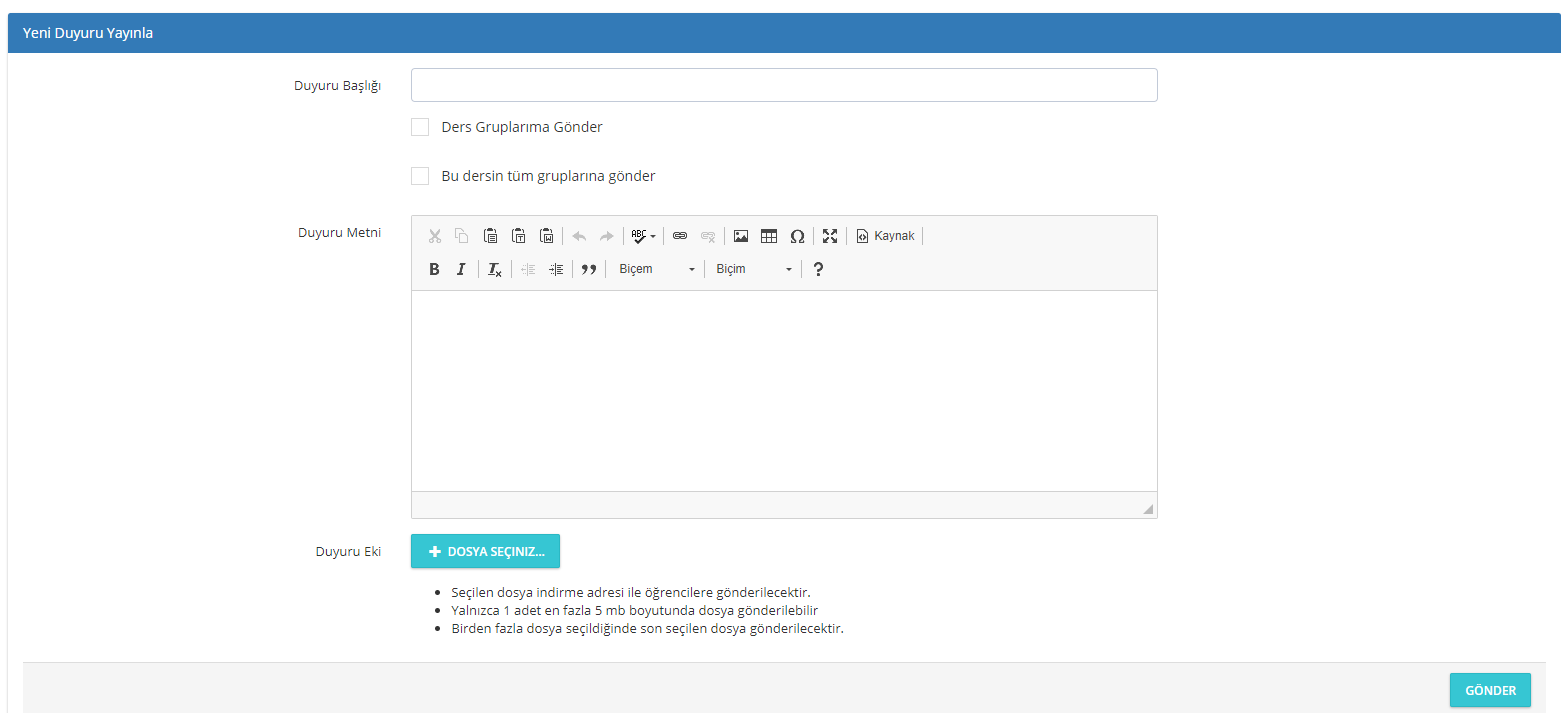 Yeni Duyuru Yayınla
Duyuru Başlığı
Ders Gruplarıma Gönder
Bu dersin tüm gruplarına gönder
Duyuru Metni
ABC Kaynak
B I Tx Biçem Biçim ?
Duyuru Eki
DOSYA SEÇINIZ...
Seçilen dosya indirme adresi ile öğrencilere gönderilecektir.
Yalnızca 1 adet en fazla 5 mb boyutunda dosya gönderilebilir
Birden fazla dosya seçildiğinde son seçilen dosya gönderilecektir.
GÖNDER